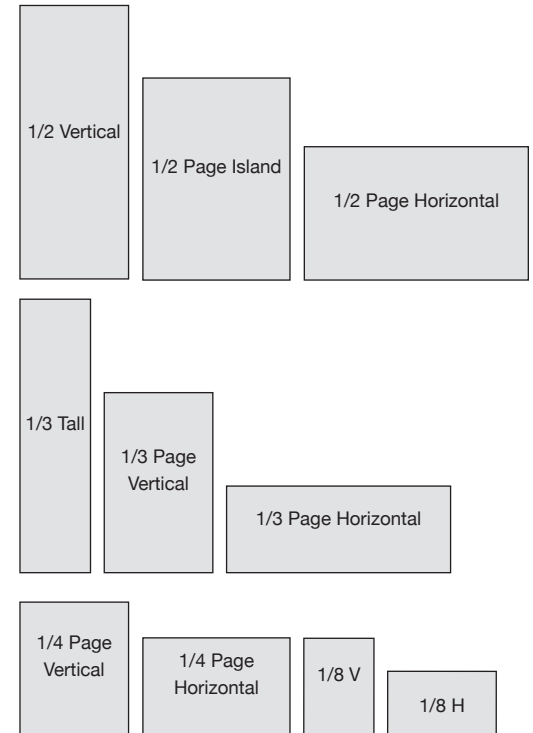 1/2 Vertical
1/2 Page Island
1/2 Page Horizontal
1/3 Tall
1/3 Page
Vertical
1/3 Page Horizontal
1/4 Page
Vertical
1/4 Page
Horizontal
1/8 V
1/8 H